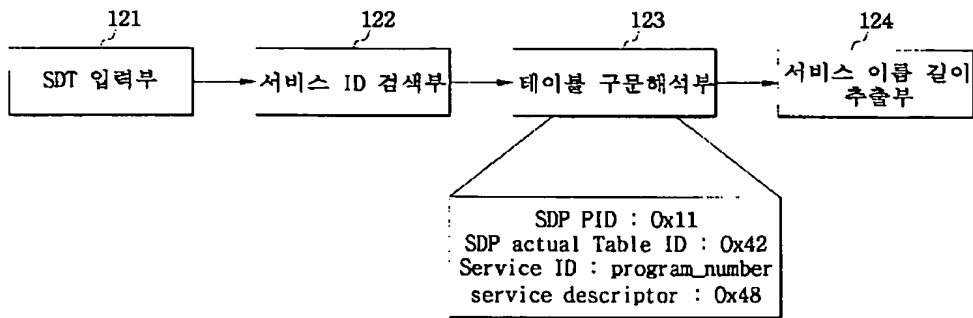 121
122
123
124
SDT 입력부
서비스 ID 검색부
테이블 구문해석부
서비스 이름 길이
추출부
SDP PID : 0x11
SDP actual Table ID : 0x42
Service ID : program_number
service descriptor : 0x48